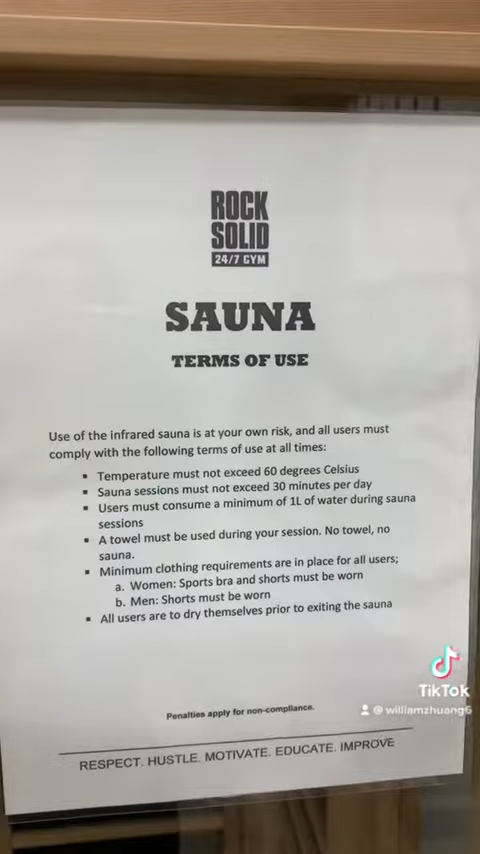 ROCK
SOLID
24/7 GYM
SAUNA
TERMS OF USE
Use of the infrared sauna is at your own risk, and all users must
comply with the following terms of use at all times:
▪ Temperature must not exceed 60 degrees Celsius
▪ Sauna sessions must not exceed 30 minutes per day
▪ Users must consume a minimum of 1L of water during sauna
sessions
▪ A towel must be used during your session. No towel, no
sauna.
▪ Minimum clothing requirements are in place for all users;
a. Women: Sports bra and shorts must be worn
b. Men: Shorts must be worn
▪ All users are to dry themselves prior to exiting the sauna
TikTok
@williamzhuang6
Penalties apply for non-compliance.
RESPECT. HUSTLE. MOTIVATE. EDUCATE. IMPROVE